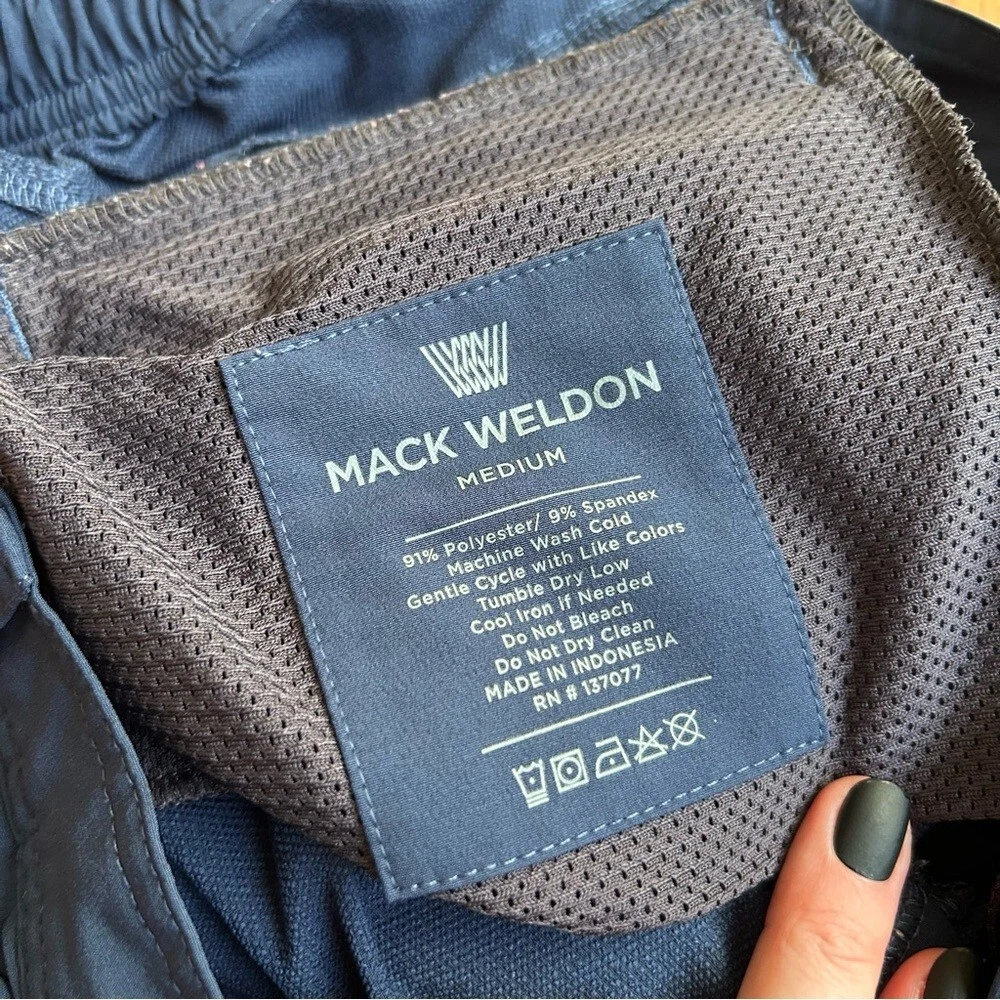 MACK WELDON
MEDIUM
91% Polyester/ 9% Spandex
Machine Wash Cold
Gentle Cycle with Like Colors
Tumble Dry Low
Cool Iron If Needed
Do Not Bleach
Do Not Dry Clean
MADE IN INDONESIA
RN # 137077